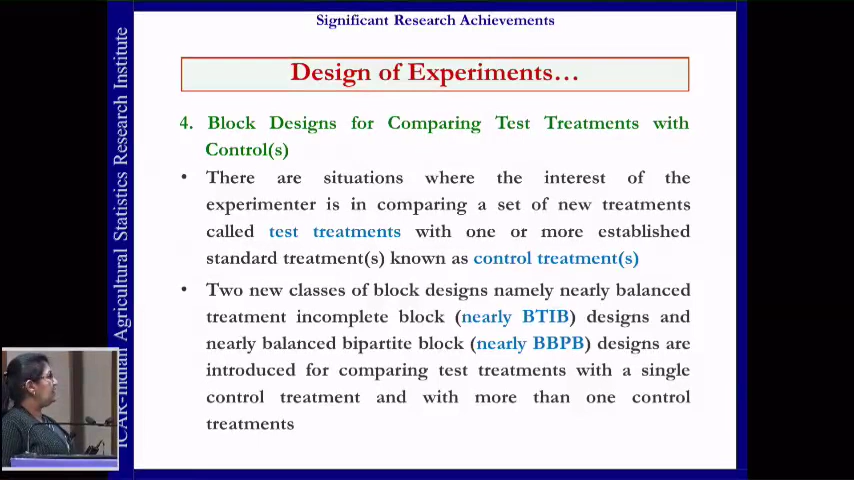 Significant Research Achievements
Design of Experiments…
4. Block Designs for Comparing Test Treatments with
Control(s)
• There are situations where the interest of the
experimenter is in comparing a set of new treatments
called test treatments with one or more established
standard treatment(s) known as control treatment(s)
• Two new classes of block designs namely nearly balanced
treatment incomplete block (nearly BTIB) designs and
nearly balanced bipartite block (nearly BBPB) designs are
introduced for comparing test treatments with a single
control treatment and with more than one control
treatments
ICAR-Indian Agricultural Statistics Research Institute